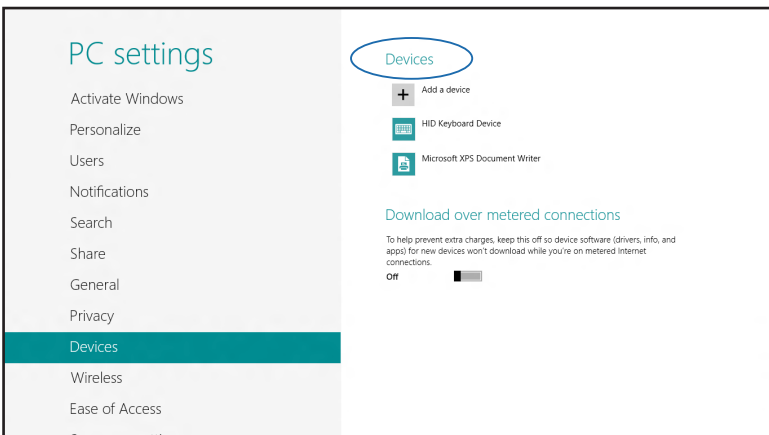 PC settings
Activate Windows
Personalize
Users
Notifications
Search
Share
General
Privacy
Devices
Wireless
Ease of Access
Devices
Add a device
HID Keyboard Device
Microsoft XPS Document Writer
Download over metered connections
To help prevent extra charges, keep this off so device software (drivers, info, and
apps) for new devices won't download while you're on metered Internet
connections.
Off